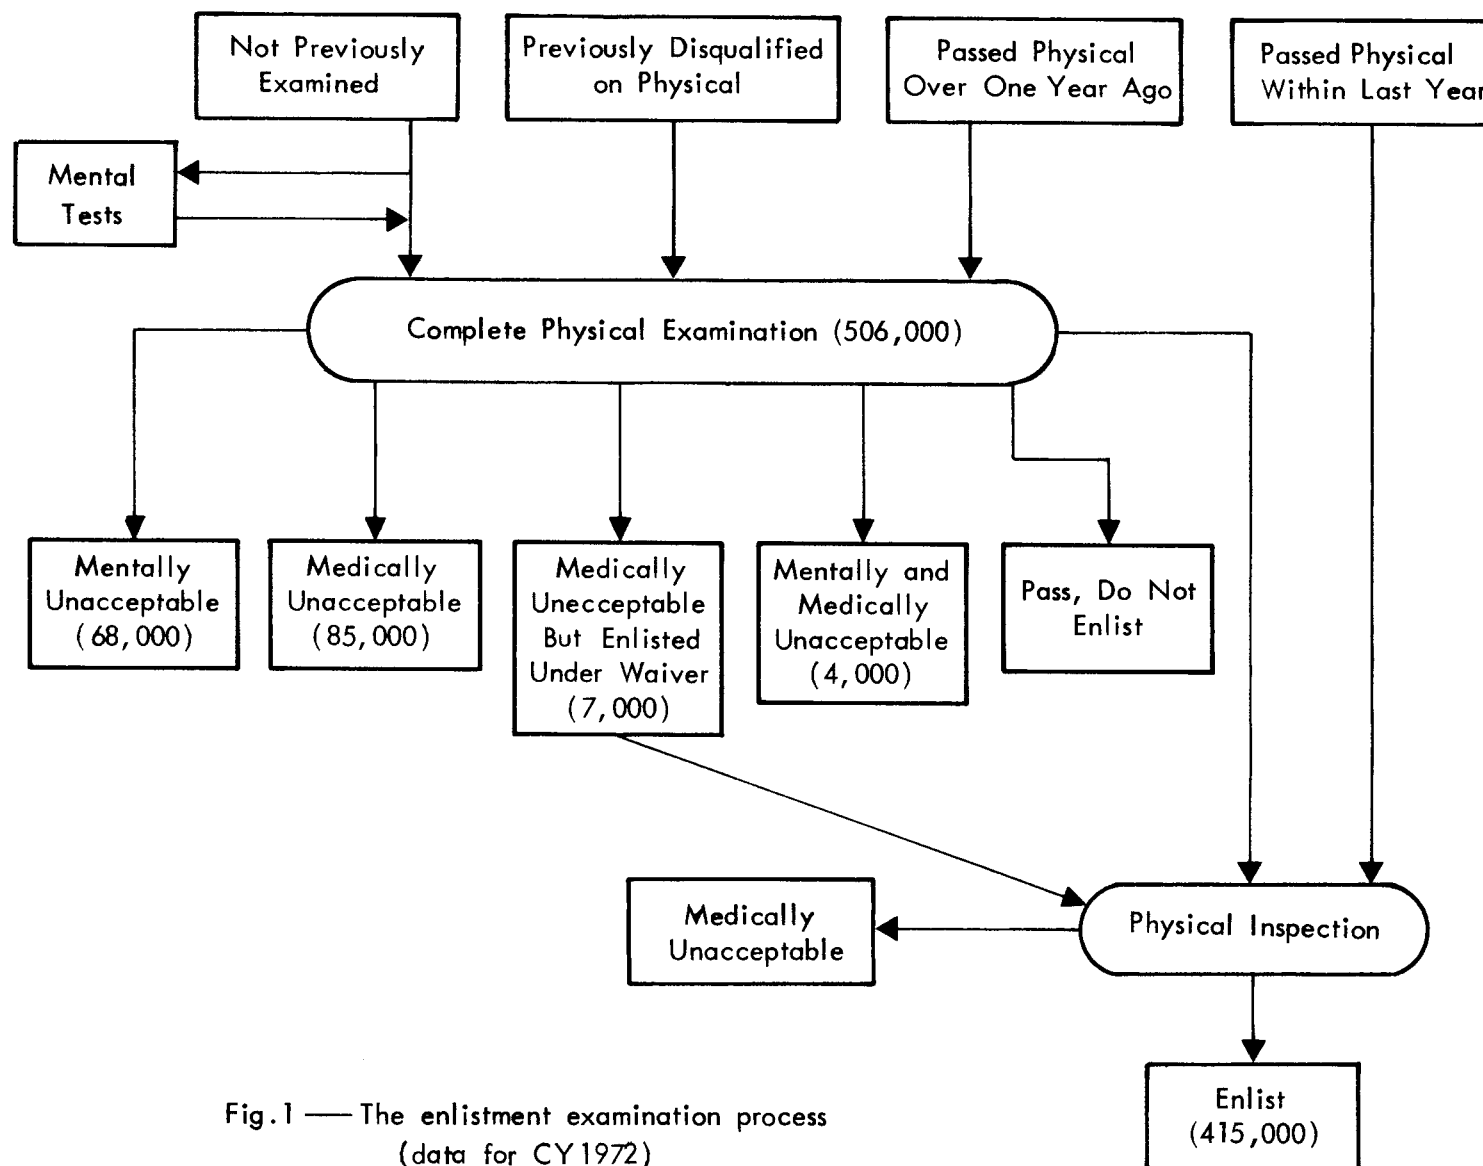 Not Previously
Examined
Previously Disqualified
on Physical
Passed Physical
Over One Year Ago
Passed Physical
Within Last Year
Mental
Tests
Complete Physical Examination (506,000)
Mentally
Unacceptable
(68,000)
Medically
Unacceptable
(85,000)
Medically
Unecceptable
But Enlisted
Under Waiver
(7,000)
Mentally and
Medically
Unacceptable
(4,000)
Pass, Do Not
Enlist
Medically
Unacceptable
Physical Inspection
Enlist
(415,000)
Fig.1 — The enlistment examination process
(data for CY 1972)